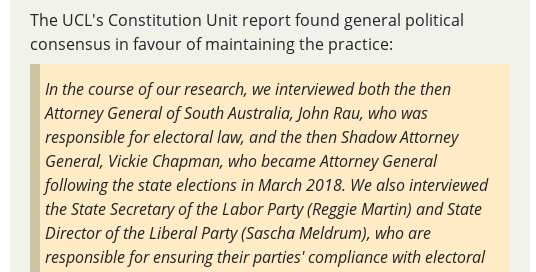 The UCL's Constitution Unit report found general political
consensus in favour of maintaining the practice:
In the course of our research, we interviewed both the then
Attorney General of South Australia, John Rau, who was
responsible for electoral law, and the then Shadow Attorney
General, Vickie Chapman, who became Attorney General
following the state elections in March 2018. We also interviewed
the State Secretary of the Labor Party (Reggie Martin) and State
Director of the Liberal Party (Sascha Meldrum), who are
responsible for ensuring their parties' compliance with electoral